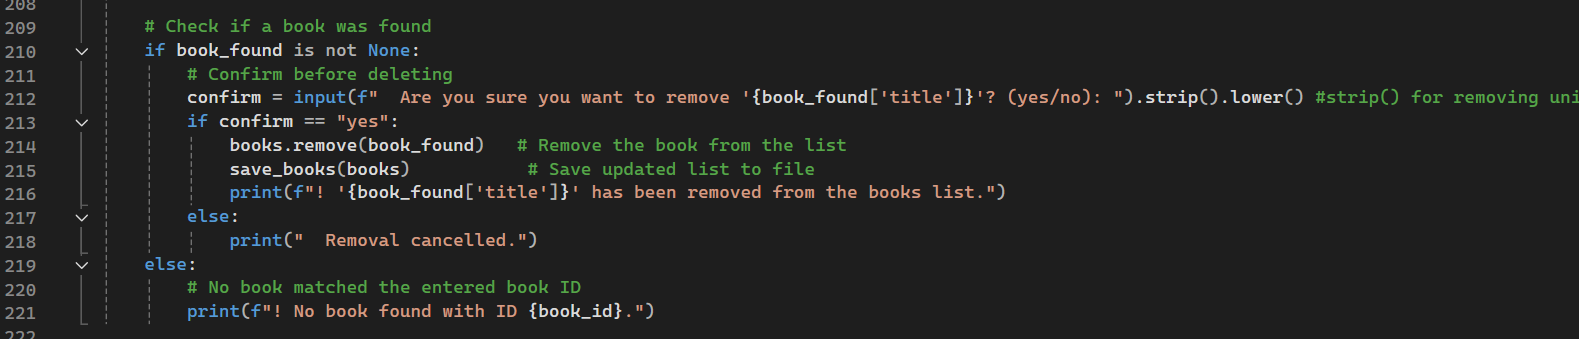 208
209 # Check if a book was found
210 if book_found is not None:
211 # Confirm before deleting
212 confirm = input(f"  Are you sure you want to remove '{book_found['title']}'? (yes/no): ").strip().lower() #strip() for removing uni
213 if confirm == "yes":
214 books.remove(book_found)   # Remove the book from the list
215 save_books(books)           # Save updated list to file
216 print(f"! '{book_found['title']}' has been removed from the books list.")
217 else:
218 print("  Removal cancelled.")
219 else:
220 # No book matched the entered book ID
221 print(f"! No book found with ID {book_id}.")
222